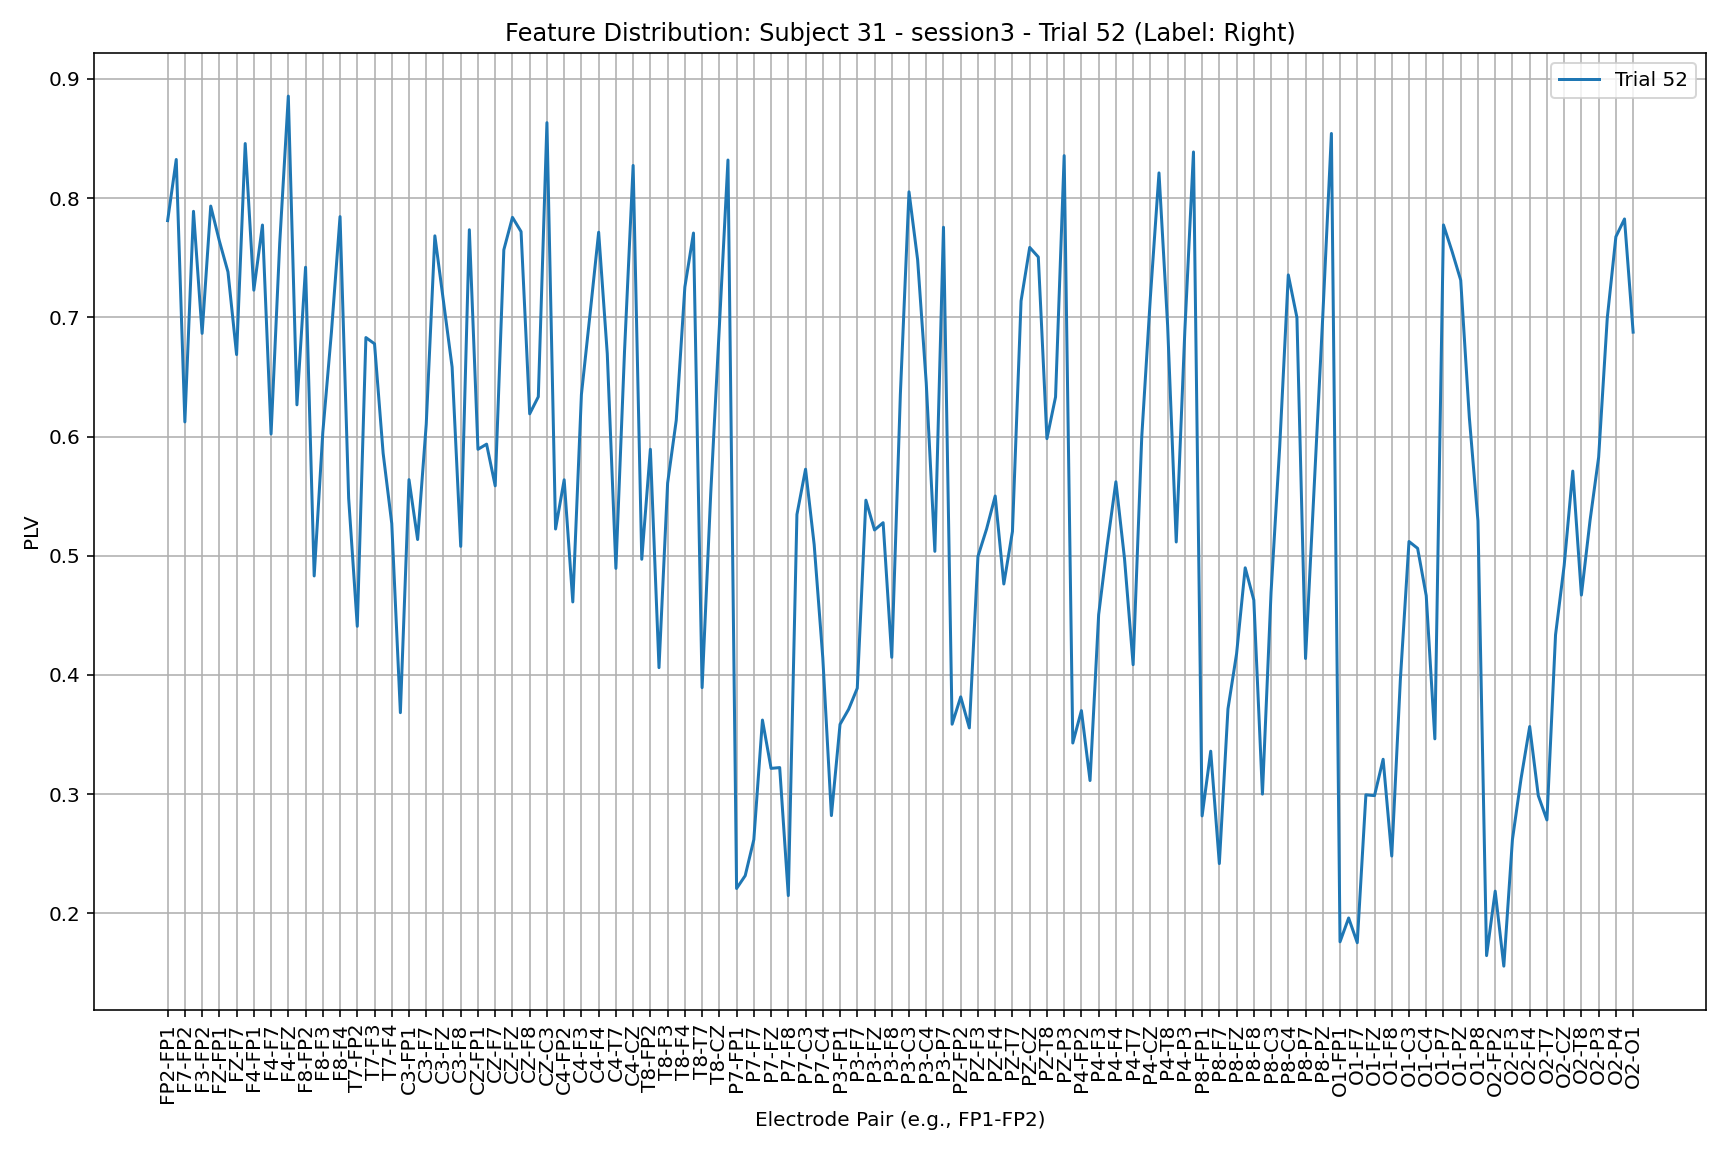 Feature Distribution: Subject 31 - session3 - Trial 52 (Label: Right)
Trial 52
PLV
0.9
0.8
0.7
0.6
0.5
0.4
0.3
0.2
FP2-FP1
F7-FP2
F3-FP2
FZ-FP1
FZ-F7
F4-FP1
F4-F7
F4-FZ
F8-FP2
F8-F3
F8-F4
T7-FP2
T7-F3
T7-F4
C3-FP1
C3-F7
C3-FZ
C3-F8
CZ-FP1
CZ-F7
CZ-FZ
CZ-F8
CZ-C3
C4-FP2
C4-F3
C4-F4
C4-T7
C4-CZ
T8-FP2
T8-F3
T8-F4
T8-T7
T8-CZ
P7-FP1
P7-F7
P7-FZ
P7-F8
P7-C3
P7-C4
P3-FP1
P3-F7
P3-FZ
P3-F8
P3-C3
P3-C4
P3-P7
PZ-FP2
PZ-F3
PZ-F4
PZ-T7
PZ-CZ
PZ-T8
PZ-P3
P4-FP2
P4-F3
P4-F4
P4-T7
P4-CZ
P4-T8
P4-P3
P8-FP1
P8-F7
P8-FZ
P8-F8
P8-C3
P8-C4
P8-P7
P8-PZ
O1-FP1
O1-F7
O1-FZ
O1-F8
O1-C3
O1-C4
O1-P7
O1-PZ
O1-P8
O2-FP2
O2-F3
O2-F4
O2-T7
O2-CZ
O2-T8
O2-P3
O2-P4
O2-O1
Electrode Pair (e.g., FP1-FP2)